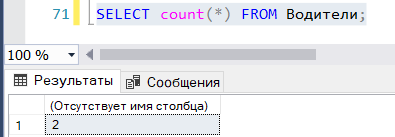 71 SELECT count(*) FROM Водители;
100 %
Результаты Сообщения
(Отсутствует имя столбца)
1 2